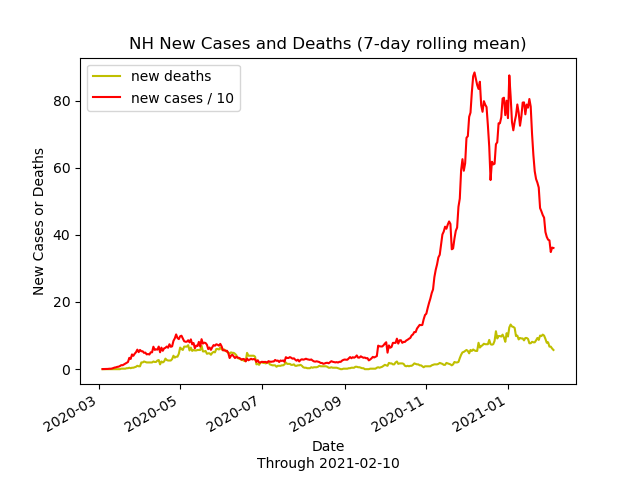 NH New Cases and Deaths (7-day rolling mean)
new deaths
new cases / 10
80
60
40
20
0
New Cases or Deaths
2020-03
2020-05
2020-07
2020-09
2020-11
2021-01
Date
Through 2021-02-10